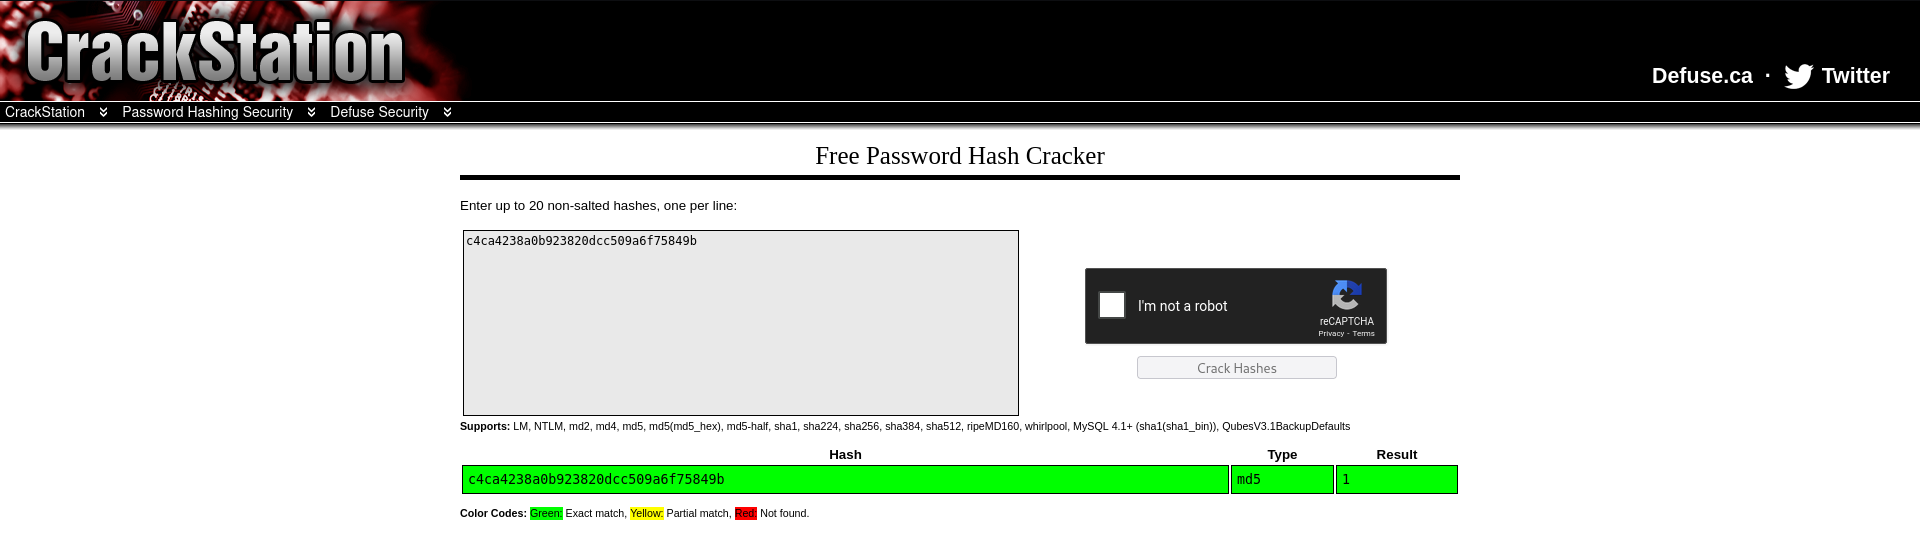 CrackStation
Defuse.ca · Twitter
CrackStation Password Hashing Security Defuse Security
Free Password Hash Cracker
Enter up to 20 non-salted hashes, one per line:
c4ca4238a0b923820dcc509a6f75849b
I'm not a robot
reCAPTCHA
Privacy - Terms
Crack Hashes
Supports: LM, NTLM, md2, md4, md5, md5(md5_hex), md5-half, sha1, sha224, sha256, sha384, sha512, ripeMD160, whirlpool, MySQL 4.1+ (sha1(sha1_bin)), QubesV3.1BackupDefaults
Hash Type Result
c4ca4238a0b923820dcc509a6f75849b md5 1
Color Codes: Green: Exact match, Yellow: Partial match, Red: Not found.